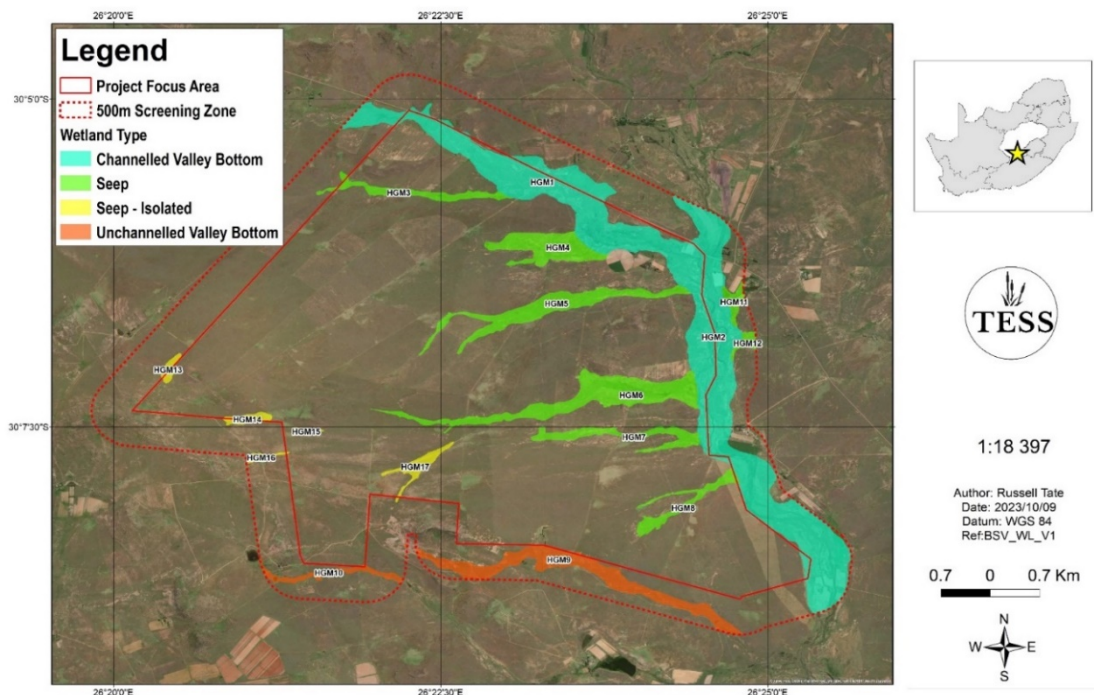 26°20'0"E
26°22'30"E
26°25'0"E
Legend
Project Focus Area
500m Screening Zone
Wetland Type
Channelled Valley Bottom
Seep
Seep - Isolated
Unchannelled Valley Bottom
30°5'0"S
30°7'30"S
HGM1
HGM3
HGM4
HGM5
HGM11
HGM2
HGM12
HGM13
HGM6
HGM14
HGM15
HGM7
HGM16
HGM17
HGM8
HGM9
HGM10
26°20'0"E
26°22'30"E
26°25'0"E
TESS
1:18 397
Author: Russell Tate
Date: 2023/10/09
Datum: WGS 84
Ref:BSV_WL_V1
0.7 0 0.7 Km
N
W E
S